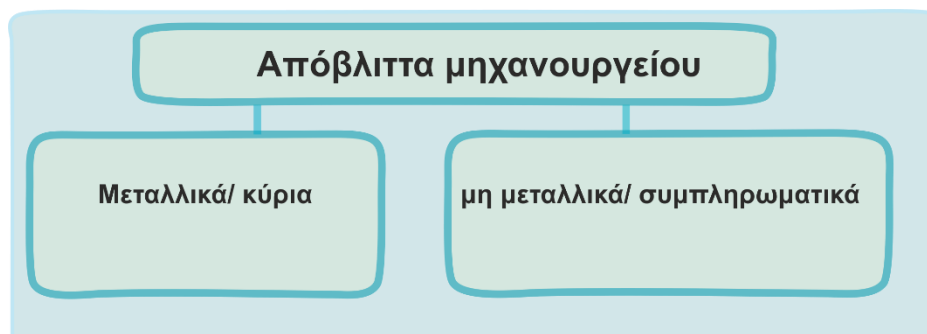 Απόβλιττα μηχανουργείου
Μεταλλικά/ κύρια
μη μεταλλικά/ συμπληρωματικά